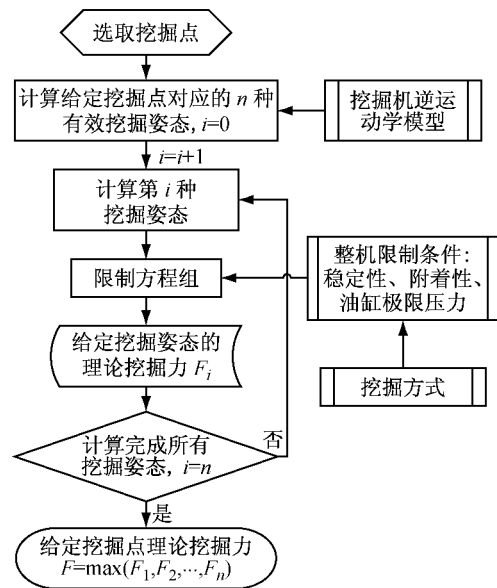 选取挖掘点
计算给定挖掘点对应的 n 种
有效挖掘姿态, i=0
挖掘机逆运
动学模型
i=i+1
计算第 i 种
挖掘姿态
限制方程组
整机限制条件:
稳定性、附着性、
油缸极限压力
给定挖掘姿态的
理论挖掘力 Fi
挖掘方式
计算完成所有
挖掘姿态, i=n
否
是
给定挖掘点理论挖掘力
F=max(F1,F2,⋯,Fn)